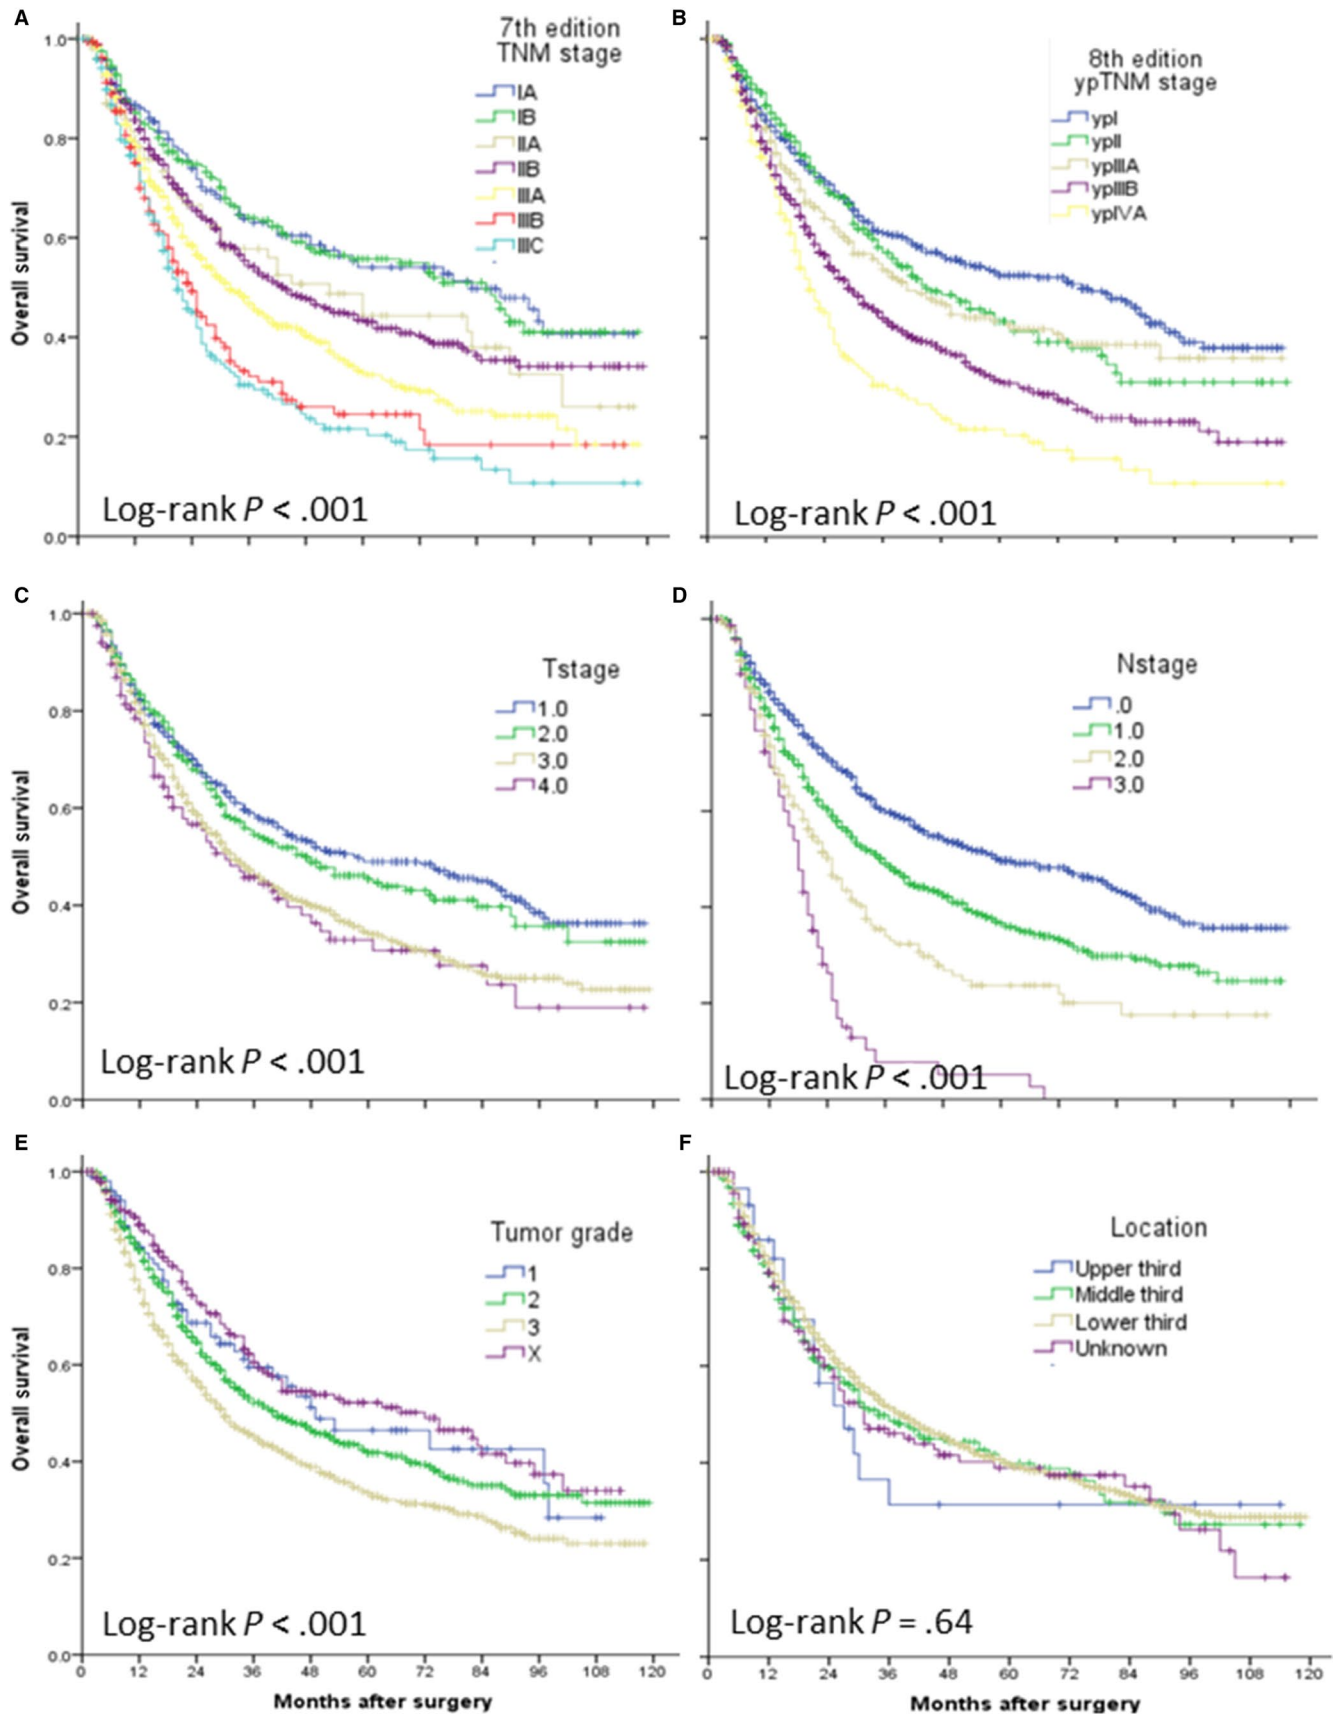 A
7th edition
TNM stage
IA
IB
IIA
IIB
IIIA
IIIB
IIIC
Overall survival
1.0
0.8
0.6
0.4
0.2
0.0
Log-rank P < .001
B
8th edition
ypTNM stage
ypI
ypII
ypIIIA
ypIIIB
ypIVA
Log-rank P < .001
C
Tstage
1.0
2.0
3.0
4.0
Overall survival
1.0
0.8
0.6
0.4
0.2
0.0
Log-rank P < .001
D
Nstage
.0
1.0
2.0
3.0
Log-rank P < .001
E
Tumor grade
1
2
3
X
Overall survival
1.0
0.8
0.6
0.4
0.2
0.0
Log-rank P < .001
0 12 24 36 48 60 72 84 96 108 120
Months after surgery
F
Location
Upper third
Middle third
Lower third
Unknown
Log-rank P = .64
0 12 24 36 48 60 72 84 96 108 120
Months after surgery